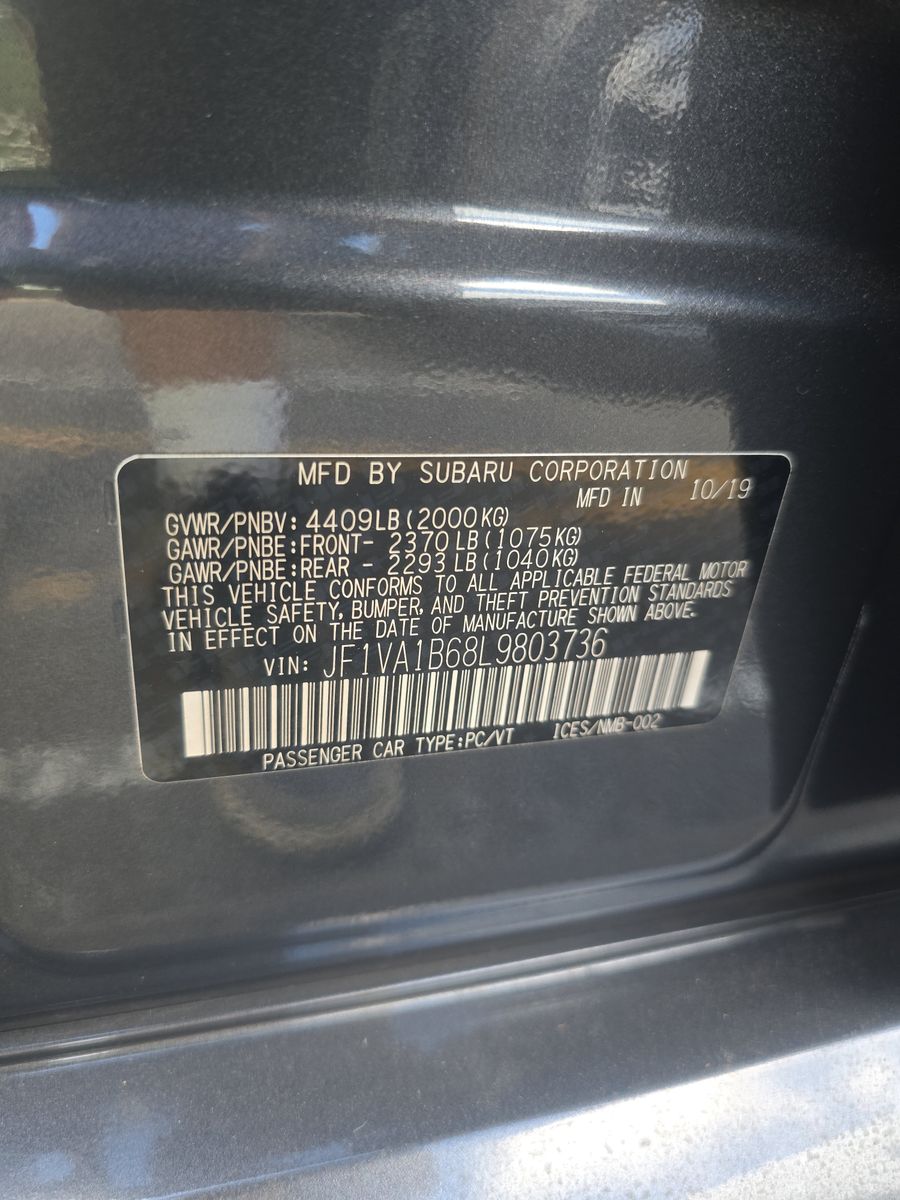 MFD BY SUBARU CORPORATION
MFD IN 10/19
GVWR/PNBV: 4409LB(2000KG)
GAWR/PNBE:FRONT- 2370LB(1075KG)
GAWR/PNBE:REAR - 2293LB(1040KG)
THIS VEHICLE CONFORMS TO ALL APPLICABLE FEDERAL MOTOR
VEHICLE SAFETY, BUMPER, AND THEFT PREVENTION STANDARDS
IN EFFECT ON THE DATE OF MANUFACTURE SHOWN ABOVE.
VIN: JF1VA1B68L9803736
PASSENGER CAR TYPE:PC/VT ICES/NMB-002